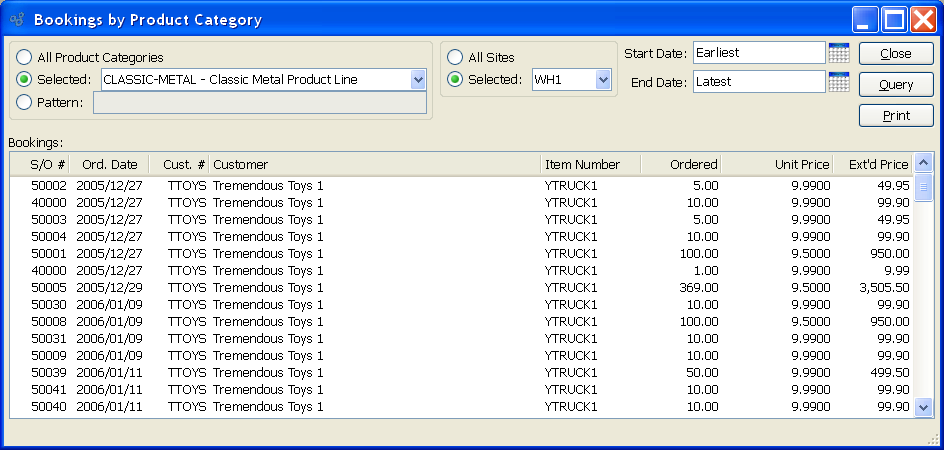 Bookings by Product Category
All Product Categories
Selected: CLASSIC-METAL - Classic Metal Product Line
Pattern:
All Sites
Selected: WH1
Start Date: Earliest
End Date: Latest
Close
Query
Print
Bookings:
S/O # Ord. Date Cust. # Customer Item Number Ordered Unit Price Ext'd Price
50002 2005/12/27 TTOYS Tremendous Toys 1 YTRUCK1 5.00 9.9900 49.95
40000 2005/12/27 TTOYS Tremendous Toys 1 YTRUCK1 10.00 9.9900 99.90
50003 2005/12/27 TTOYS Tremendous Toys 1 YTRUCK1 5.00 9.9900 49.95
50004 2005/12/27 TTOYS Tremendous Toys 1 YTRUCK1 10.00 9.9900 99.90
50001 2005/12/27 TTOYS Tremendous Toys 1 YTRUCK1 100.00 9.5000 950.00
40000 2005/12/27 TTOYS Tremendous Toys 1 YTRUCK1 1.00 9.9900 9.99
50005 2005/12/29 TTOYS Tremendous Toys 1 YTRUCK1 369.00 9.5000 3,505.50
50030 2006/01/09 TTOYS Tremendous Toys 1 YTRUCK1 10.00 9.9900 99.90
50008 2006/01/09 TTOYS Tremendous Toys 1 YTRUCK1 100.00 9.5000 950.00
50031 2006/01/09 TTOYS Tremendous Toys 1 YTRUCK1 10.00 9.9900 99.90
50009 2006/01/09 TTOYS Tremendous Toys 1 YTRUCK1 10.00 9.9900 99.90
50039 2006/01/11 TTOYS Tremendous Toys 1 YTRUCK1 50.00 9.9900 499.50
50041 2006/01/11 TTOYS Tremendous Toys 1 YTRUCK1 10.00 9.9900 99.90
50040 2006/01/11 TTOYS Tremendous Toys 1 YTRUCK1 10.00 9.9900 99.90